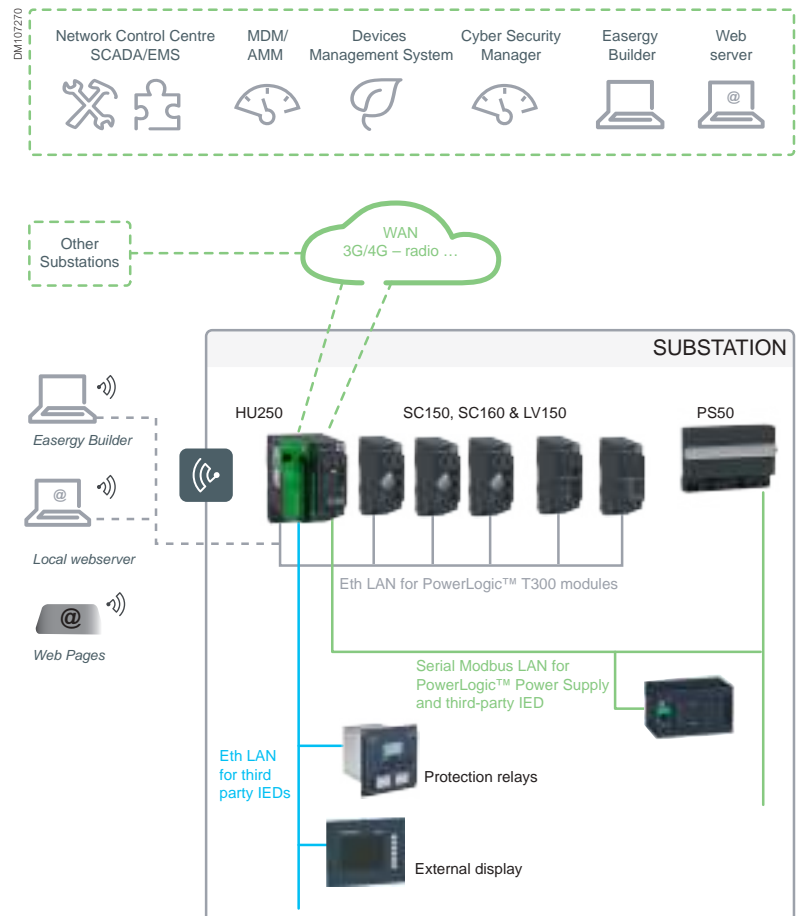 DM107270
Network Control Centre
SCADA/EMS
MDM/
AMM
Devices
Management System
Cyber Security
Manager
Easergy
Builder
Web
server
@
WAN
3G/4G – radio ...
Other
Substations
SUBSTATION
HU250
SC150, SC160 & LV150
PS50
Easergy Builder
@
Local webserver
@
Web Pages
Eth LAN for PowerLogic™ T300 modules
Serial Modbus LAN for
PowerLogic™ Power Supply
and third-party IED
Eth LAN
for third
party IEDs
Protection relays
External display